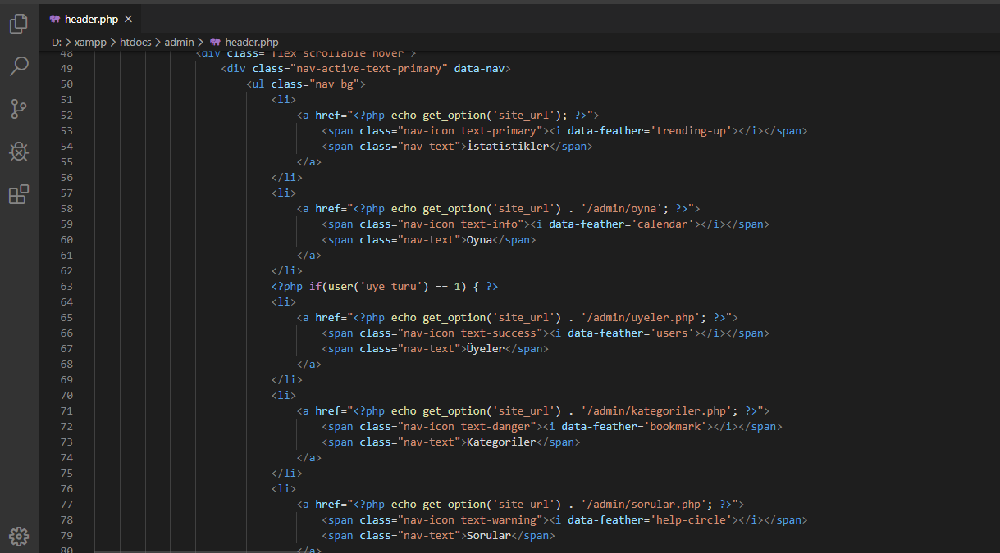 header.php
D: > xampp > htdocs > admin > header.php
48 <div class="flex scrollable hover">
49 <div class="nav-active-text-primary" data-nav>
50 <ul class="nav bg">
51 <li>
52 <a href="<?php echo get_option('site_url'); ?>">
53 <span class="nav-icon text-primary"><i data-feather='trending-up'></i></span>
54 <span class="nav-text">İstatistikler</span>
55 </a>
56 </li>
57 <li>
58 <a href="<?php echo get_option('site_url') . '/admin/oyna'; ?>">
59 <span class="nav-icon text-info"><i data-feather='calendar'></i></span>
60 <span class="nav-text">Oyna</span>
61 </a>
62 </li>
63 <?php if(user('uye_turu') == 1) { ?>
64 <li>
65 <a href="<?php echo get_option('site_url') . '/admin/uyeler.php'; ?>">
66 <span class="nav-icon text-success"><i data-feather='users'></i></span>
67 <span class="nav-text">Üyeler</span>
68 </a>
69 </li>
70 <li>
71 <a href="<?php echo get_option('site_url') . '/admin/kategoriler.php'; ?>">
72 <span class="nav-icon text-danger"><i data-feather='bookmark'></i></span>
73 <span class="nav-text">Kategoriler</span>
74 </a>
75 </li>
76 <li>
77 <a href="<?php echo get_option('site_url') . '/admin/sorular.php'; ?>">
78 <span class="nav-icon text-warning"><i data-feather='help-circle'></i></span>
79 <span class="nav-text">Sorular</span>
80 </a>